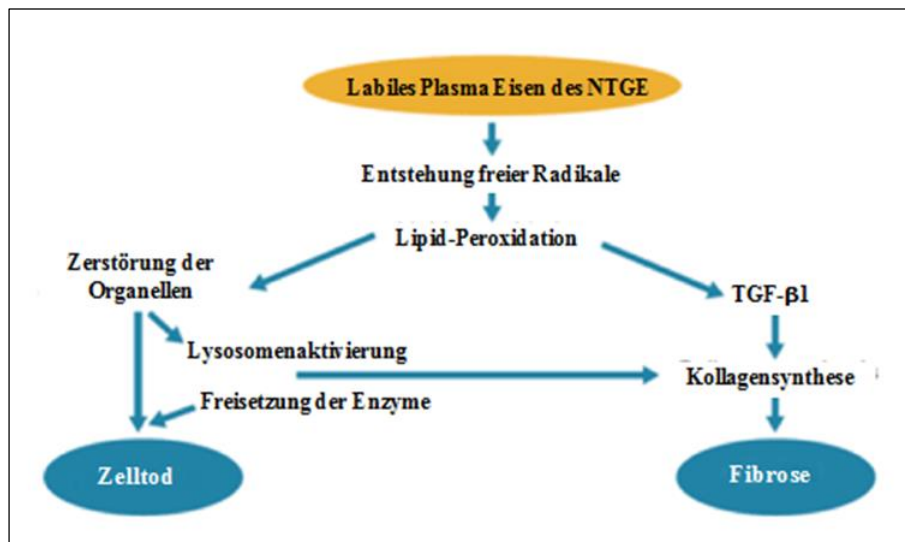 Labiles Plasma Eisen des NTGE
Entstehung freier Radikale
Lipid-Peroxidation
Zerstörung der
Organellen
TGF-β1
Lysosomenaktivierung
Kollagensynthese
Freisetzung der Enzyme
Zelltod
Fibrose